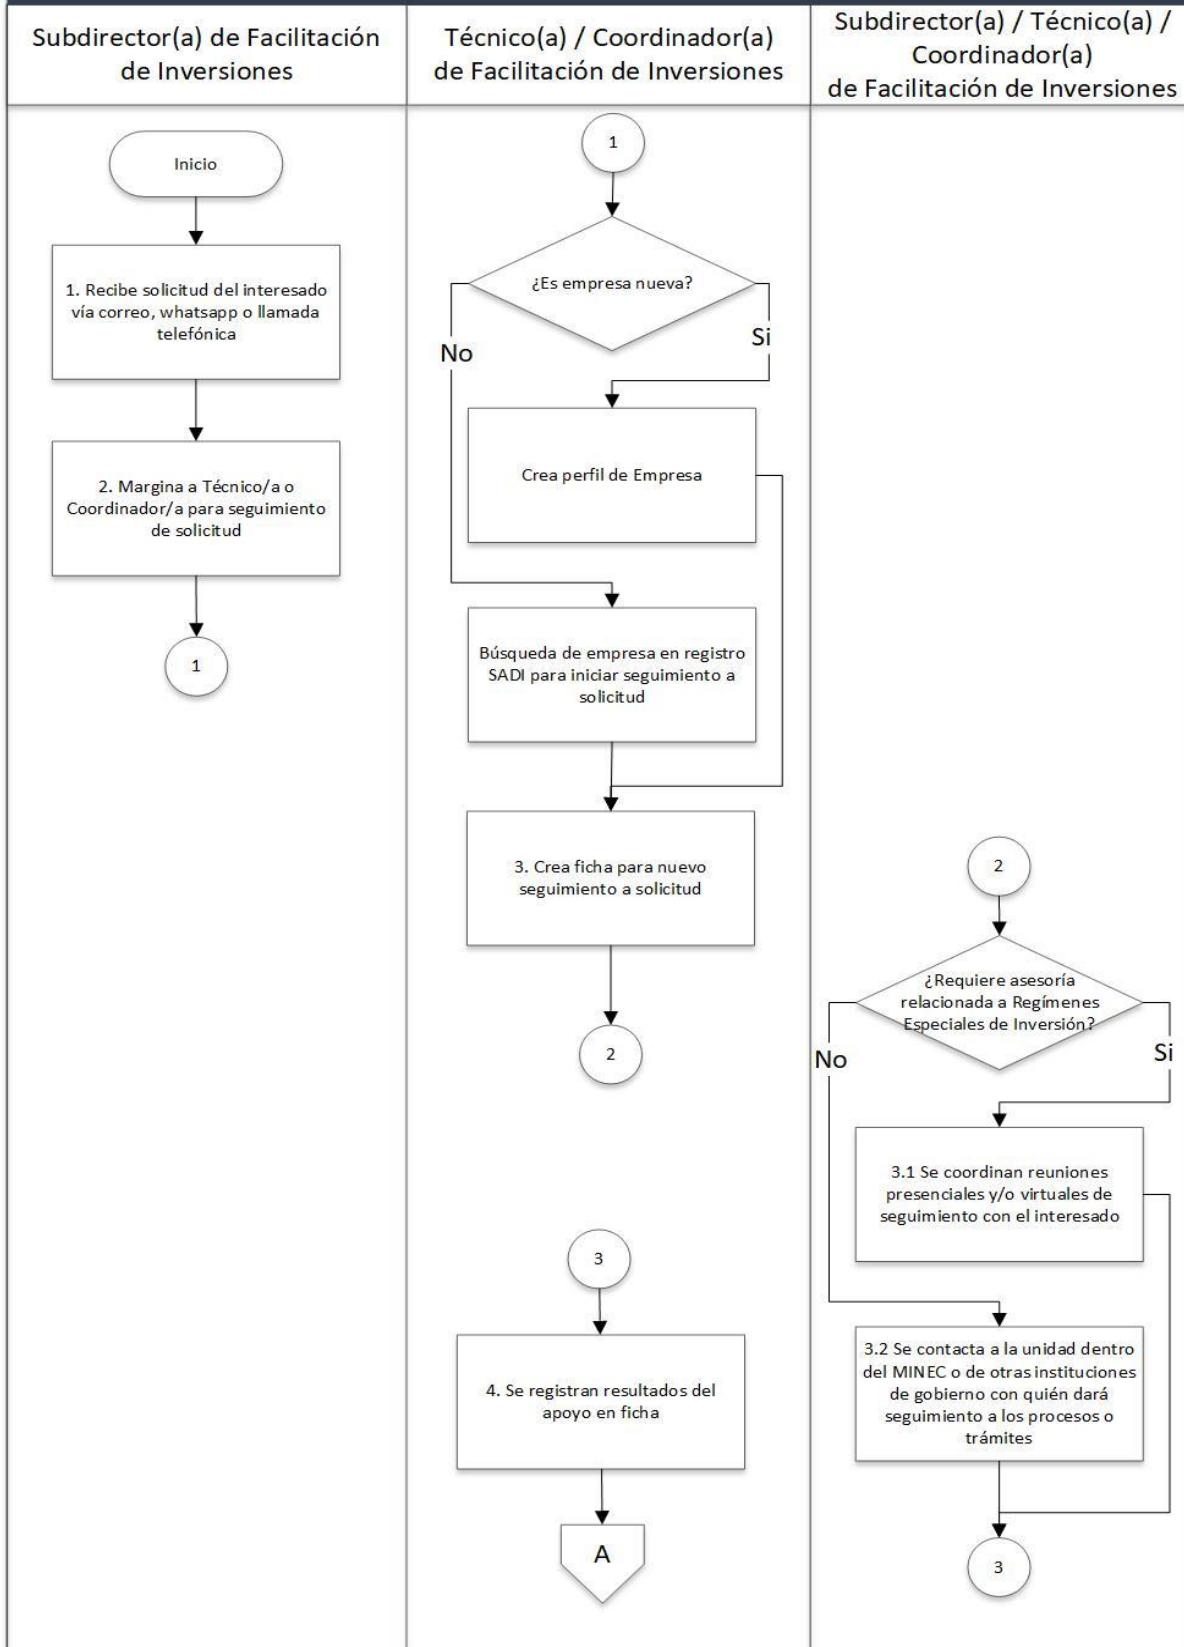 Subdirector(a) de Facilitación
de Inversiones
Técnico(a) / Coordinador(a)
de Facilitación de Inversiones
Subdirector(a) / Técnico(a) /
Coordinador(a)
de Facilitación de Inversiones
Inicio
1. Recibe solicitud del interesado
vía correo, whatsapp o llamada
telefónica
2. Margina a Técnico/a o
Coordinador/a para seguimiento
de solicitud
1
1
¿Es empresa nueva?
No
Si
Crea perfil de Empresa
Búsqueda de empresa en registro
SADI para iniciar seguimiento a
solicitud
3. Crea ficha para nuevo
seguimiento a solicitud
2
2
¿Requiere asesoría
relacionada a Regímenes
Especiales de Inversión?
No
Si
3.1 Se coordinan reuniones
presenciales y/o virtuales de
seguimiento con el interesado
3.2 Se contacta a la unidad dentro
del MINEC o de otras instituciones
de gobierno con quién dará
seguimiento a los procesos o
trámites
3
3
4. Se registran resultados del
apoyo en ficha
A